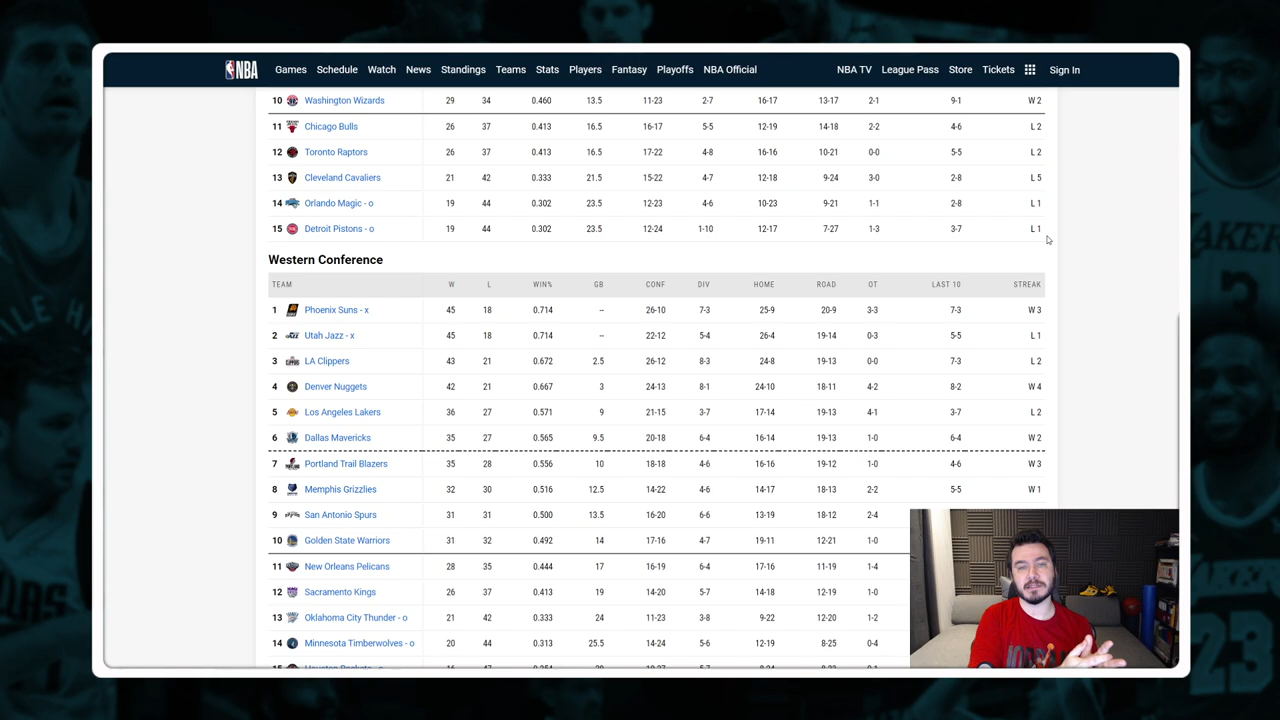 NBA Games Schedule Watch News Standings Teams Stats Players Fantasy Playoffs NBA Official NBA TV League Pass Store Tickets Sign In
10 Washington Wizards 29 34 0.460 13.5 11-23 2-7 16-17 13-17 2-1 9-1 W 2
11 Chicago Bulls 26 37 0.413 16.5 16-17 5-5 12-19 14-18 2-2 4-6 L 2
12 Toronto Raptors 26 37 0.413 16.5 17-22 4-8 16-16 10-21 0-0 5-5 L 2
13 Cleveland Cavaliers 21 42 0.333 21.5 15-22 4-7 12-18 9-24 3-0 2-8 L 5
14 Orlando Magic - o 19 44 0.302 23.5 12-23 4-6 10-23 9-21 1-1 2-8 L 1
15 Detroit Pistons - o 19 44 0.302 23.5 12-24 1-10 12-17 7-27 1-3 3-7 L 1
Western Conference
TEAM W L WIN% GB CONF DIV HOME ROAD OT LAST 10 STREAK
1 Phoenix Suns - x 45 18 0.714 -- 26-10 7-3 25-9 20-9 3-3 7-3 W 3
2 Utah Jazz - x 45 18 0.714 -- 22-12 5-4 26-4 19-14 0-3 5-5 L 1
3 LA Clippers 43 21 0.672 2.5 26-12 8-3 24-8 19-13 0-0 7-3 L 2
4 Denver Nuggets 42 21 0.667 3 24-13 8-1 24-10 18-11 4-2 8-2 W 4
5 Los Angeles Lakers 36 27 0.571 9 21-15 3-7 17-14 19-13 4-1 3-7 L 2
6 Dallas Mavericks 35 27 0.565 9.5 20-18 6-4 16-14 19-13 1-0 6-4 W 2
7 Portland Trail Blazers 35 28 0.556 10 18-18 4-6 16-16 19-12 1-0 4-6 W 3
8 Memphis Grizzlies 32 30 0.516 12.5 14-22 4-6 14-17 18-13 2-2 5-5 W 1
9 San Antonio Spurs 31 31 0.500 13.5 16-20 6-6 13-19 18-12 2-4
10 Golden State Warriors 31 32 0.492 14 17-16 4-7 19-11 12-21 1-0
11 New Orleans Pelicans 28 35 0.444 17 16-19 6-4 17-16 11-19 1-4
12 Sacramento Kings 26 37 0.413 19 14-20 5-7 14-18 12-19 1-0
13 Oklahoma City Thunder - o 21 42 0.333 24 11-23 3-8 9-22 12-20 1-2
14 Minnesota Timberwolves - o 20 44 0.313 25.5 14-24 5-6 12-19 8-25 0-4
23